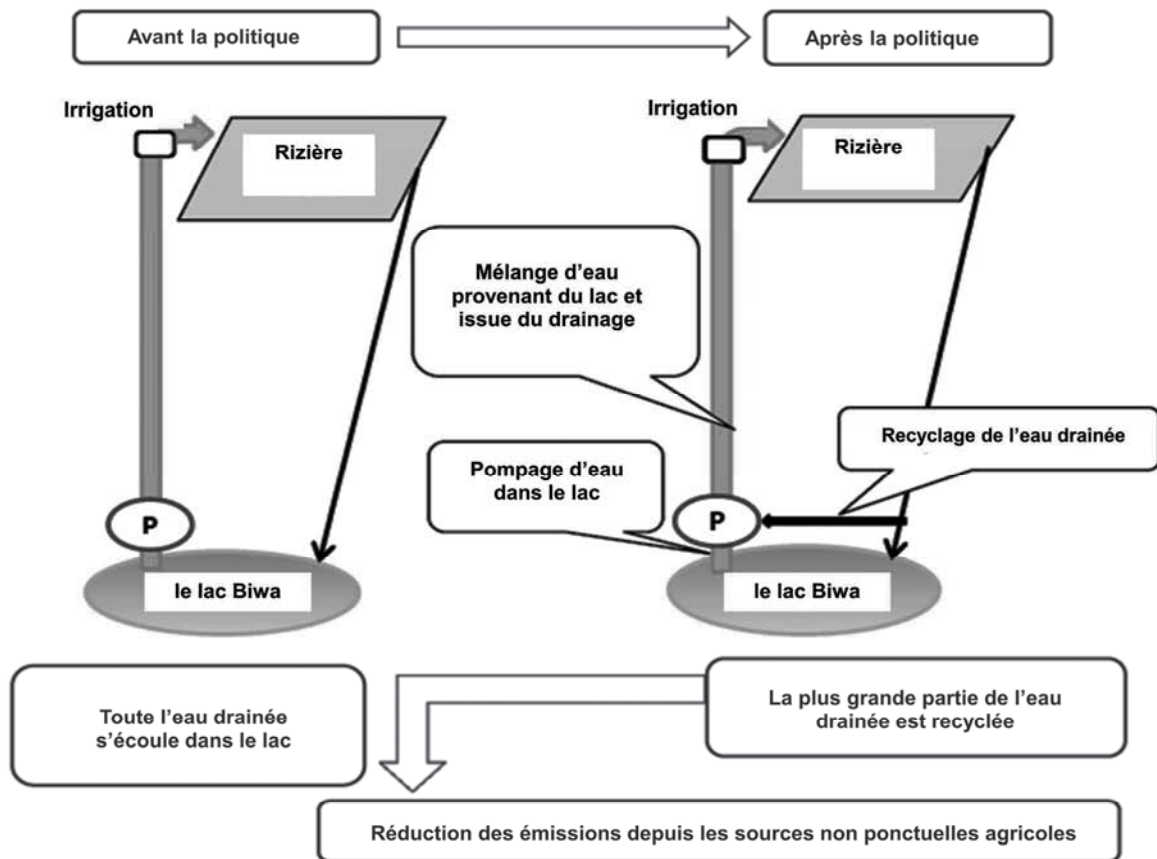 Avant la politique
Après la politique
Irrigation
Rizière
P
le lac Biwa
Irrigation
Rizière
Mélange d’eau
provenant du lac et
issue du drainage
Recyclage de l’eau drainée
Pompage d’eau
dans le lac
P
le lac Biwa
Toute l’eau drainée
s’écoule dans le lac
La plus grande partie de l’eau
drainée est recyclée
Réduction des émissions depuis les sources non ponctuelles agricoles